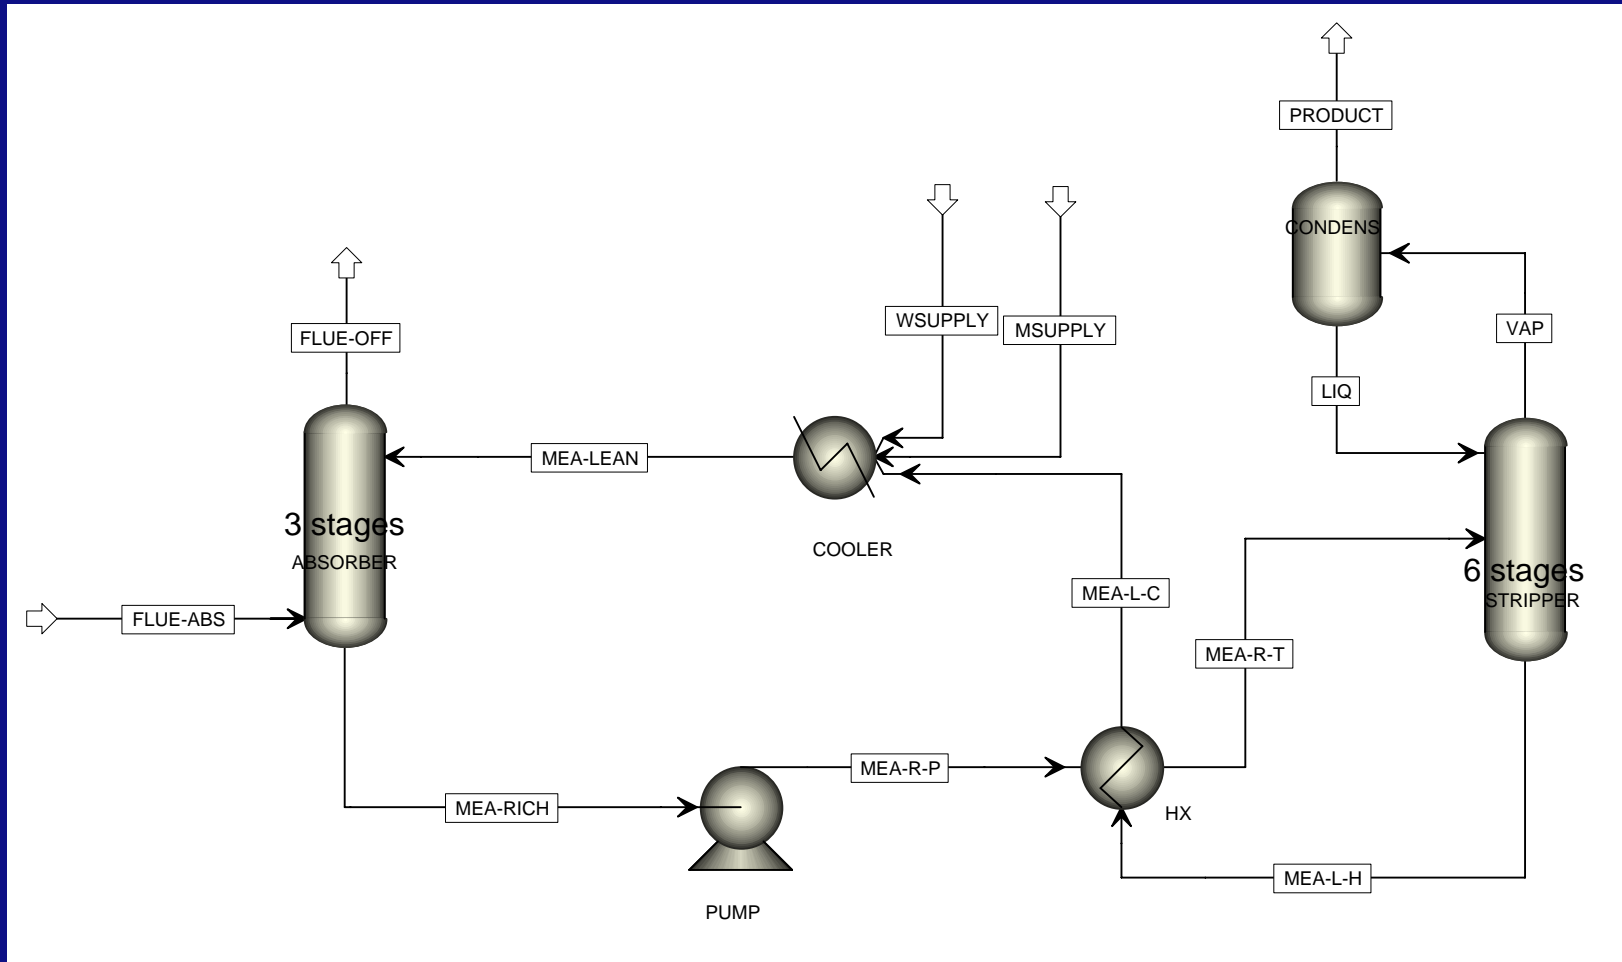 PRODUCT
CONDENS
WSUPPLY
MSUPPLY
VAP
FLUE-OFF
LIQ
MEA-LEAN
3 stages
ABSORBER
COOLER
MEA-L-C
6 stages
STRIPPER
FLUE-ABS
MEA-R-T
MEA-R-P
MEA-RICH
HX
MEA-L-H
PUMP